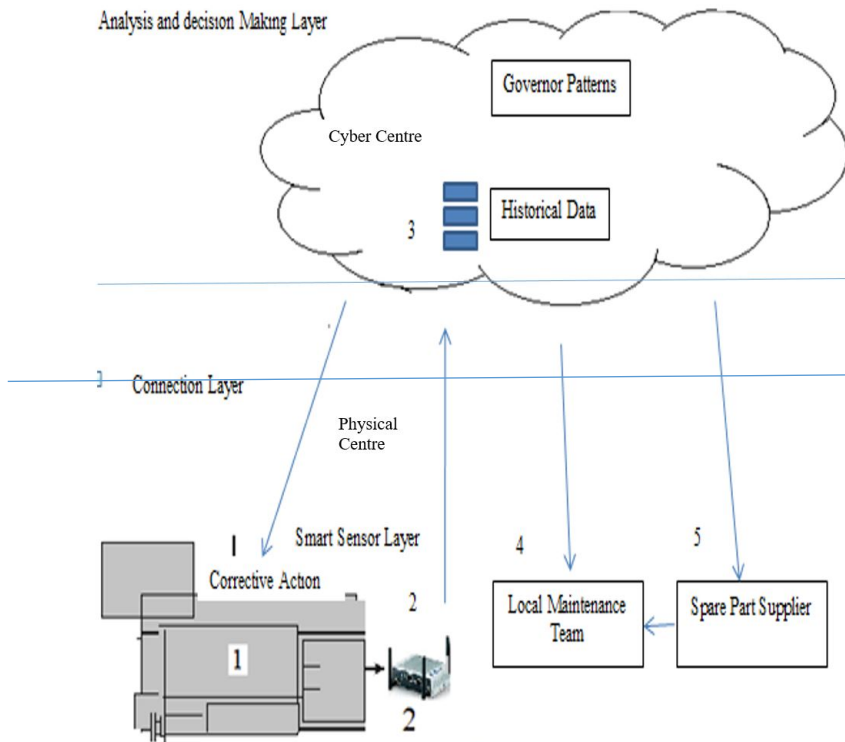 Analysis and decision Making Layer
Governor Patterns
Cyber Centre
3
Historical Data
Connection Layer
Physical
Centre
1
Smart Sensor Layer
4
5
Corrective Action
2
Local Maintenance
Team
Spare Part Supplier
1
2